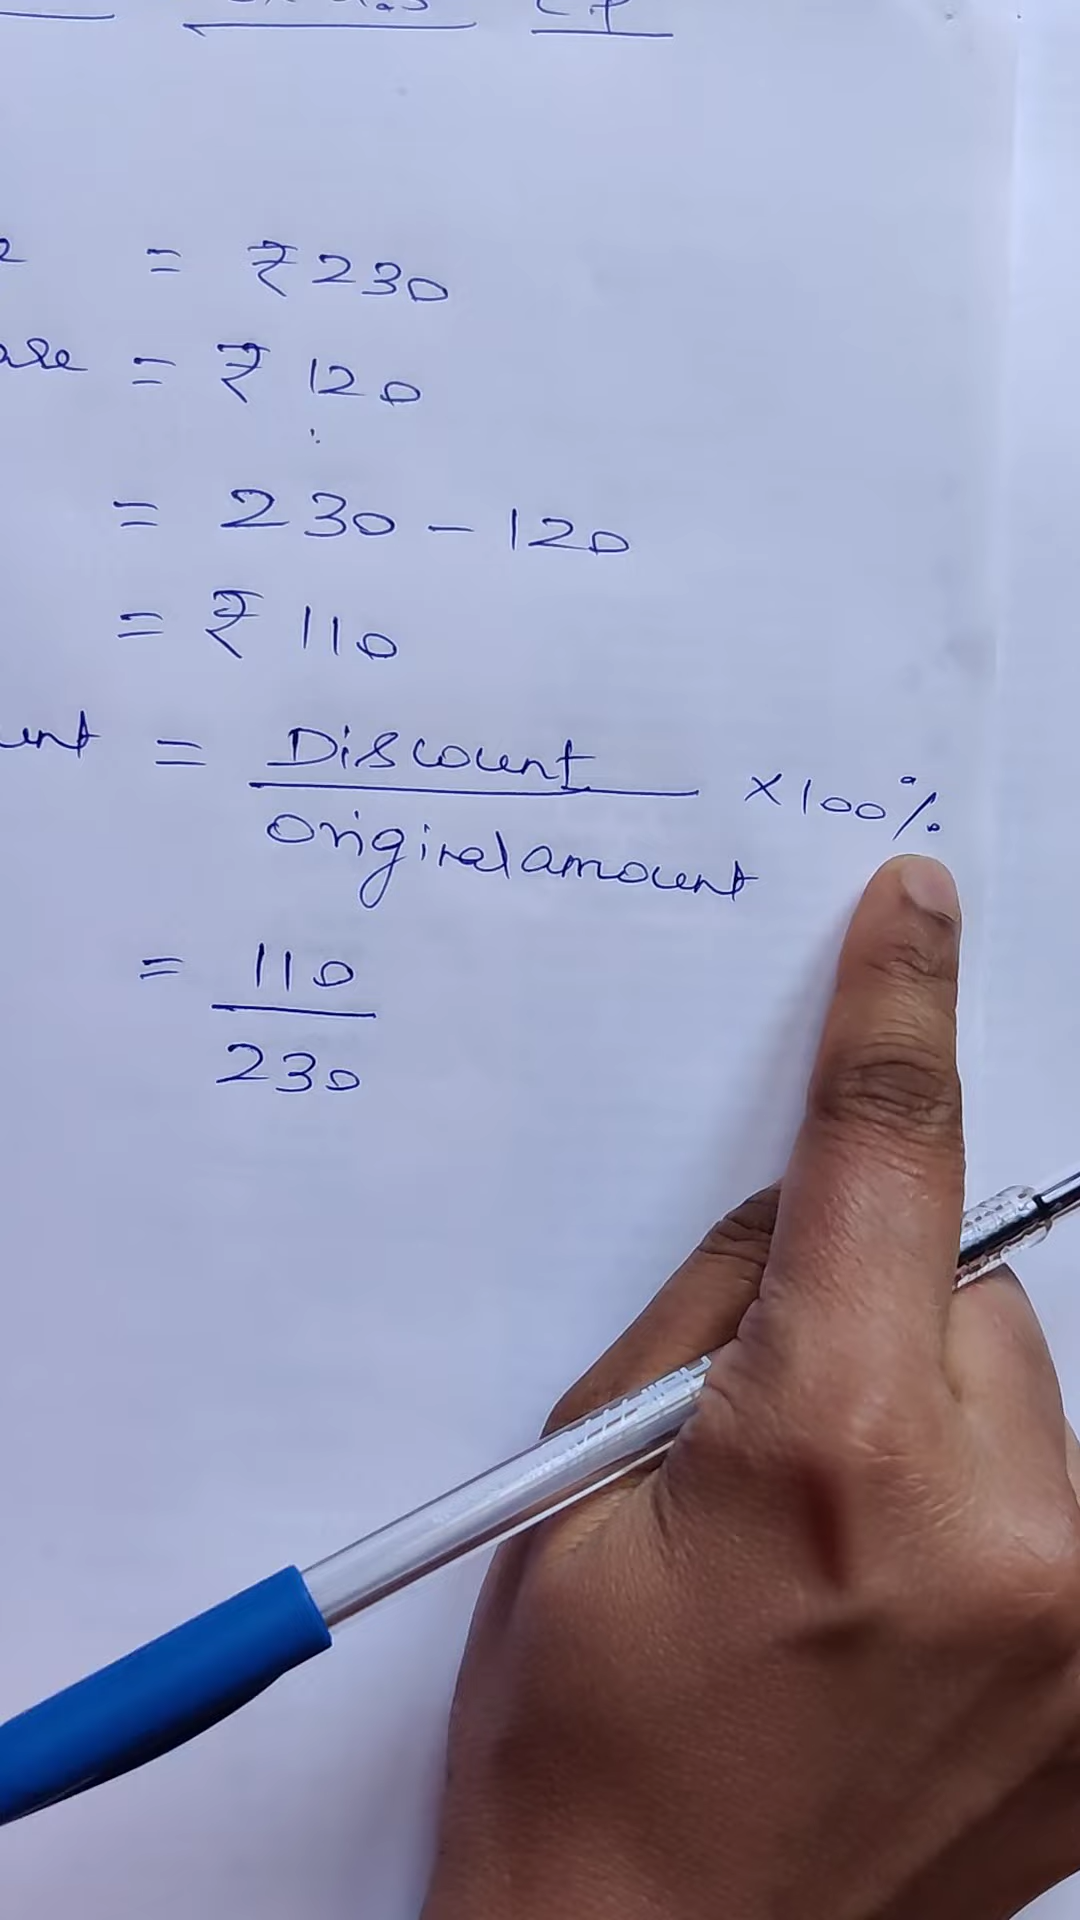 = ₹230
= ₹ 120
= 230 - 120
= ₹ 110
= Discount
original amount
×100%
= 110
230